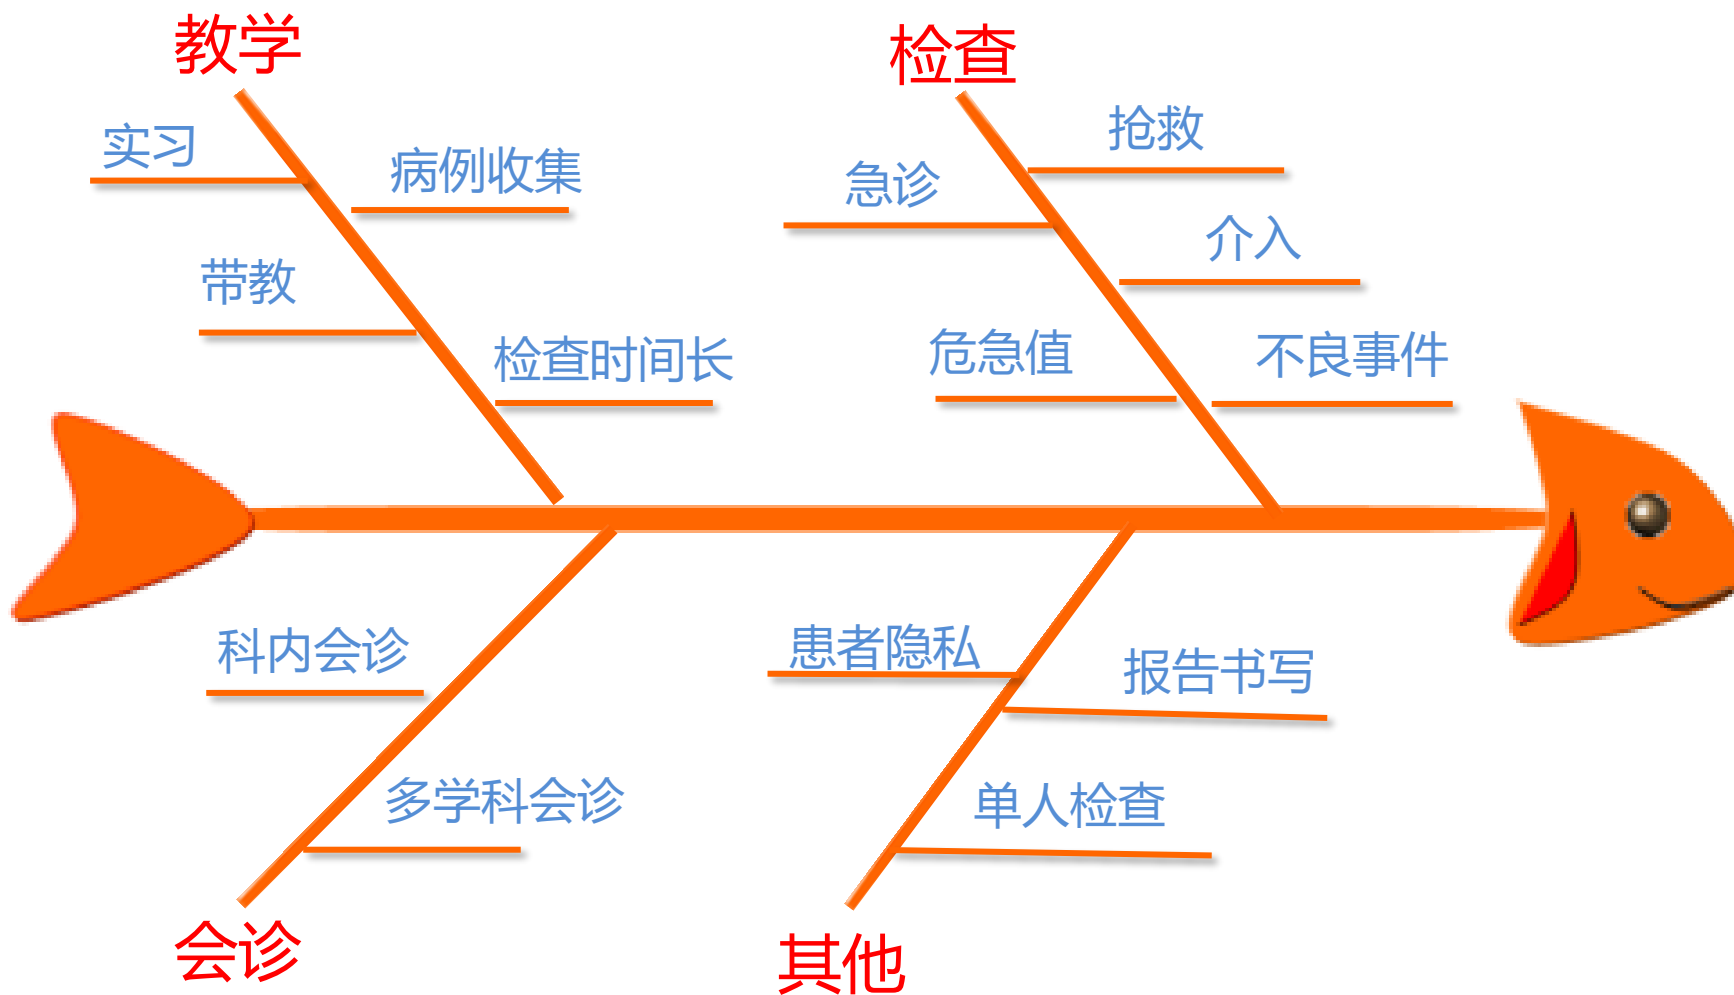 教学
实习
病例收集
带教
检查时间长
检查
抢救
急诊
介入
危急值
不良事件
科内会诊
多学科会诊
会诊
患者隐私
报告书写
单人检查
其他